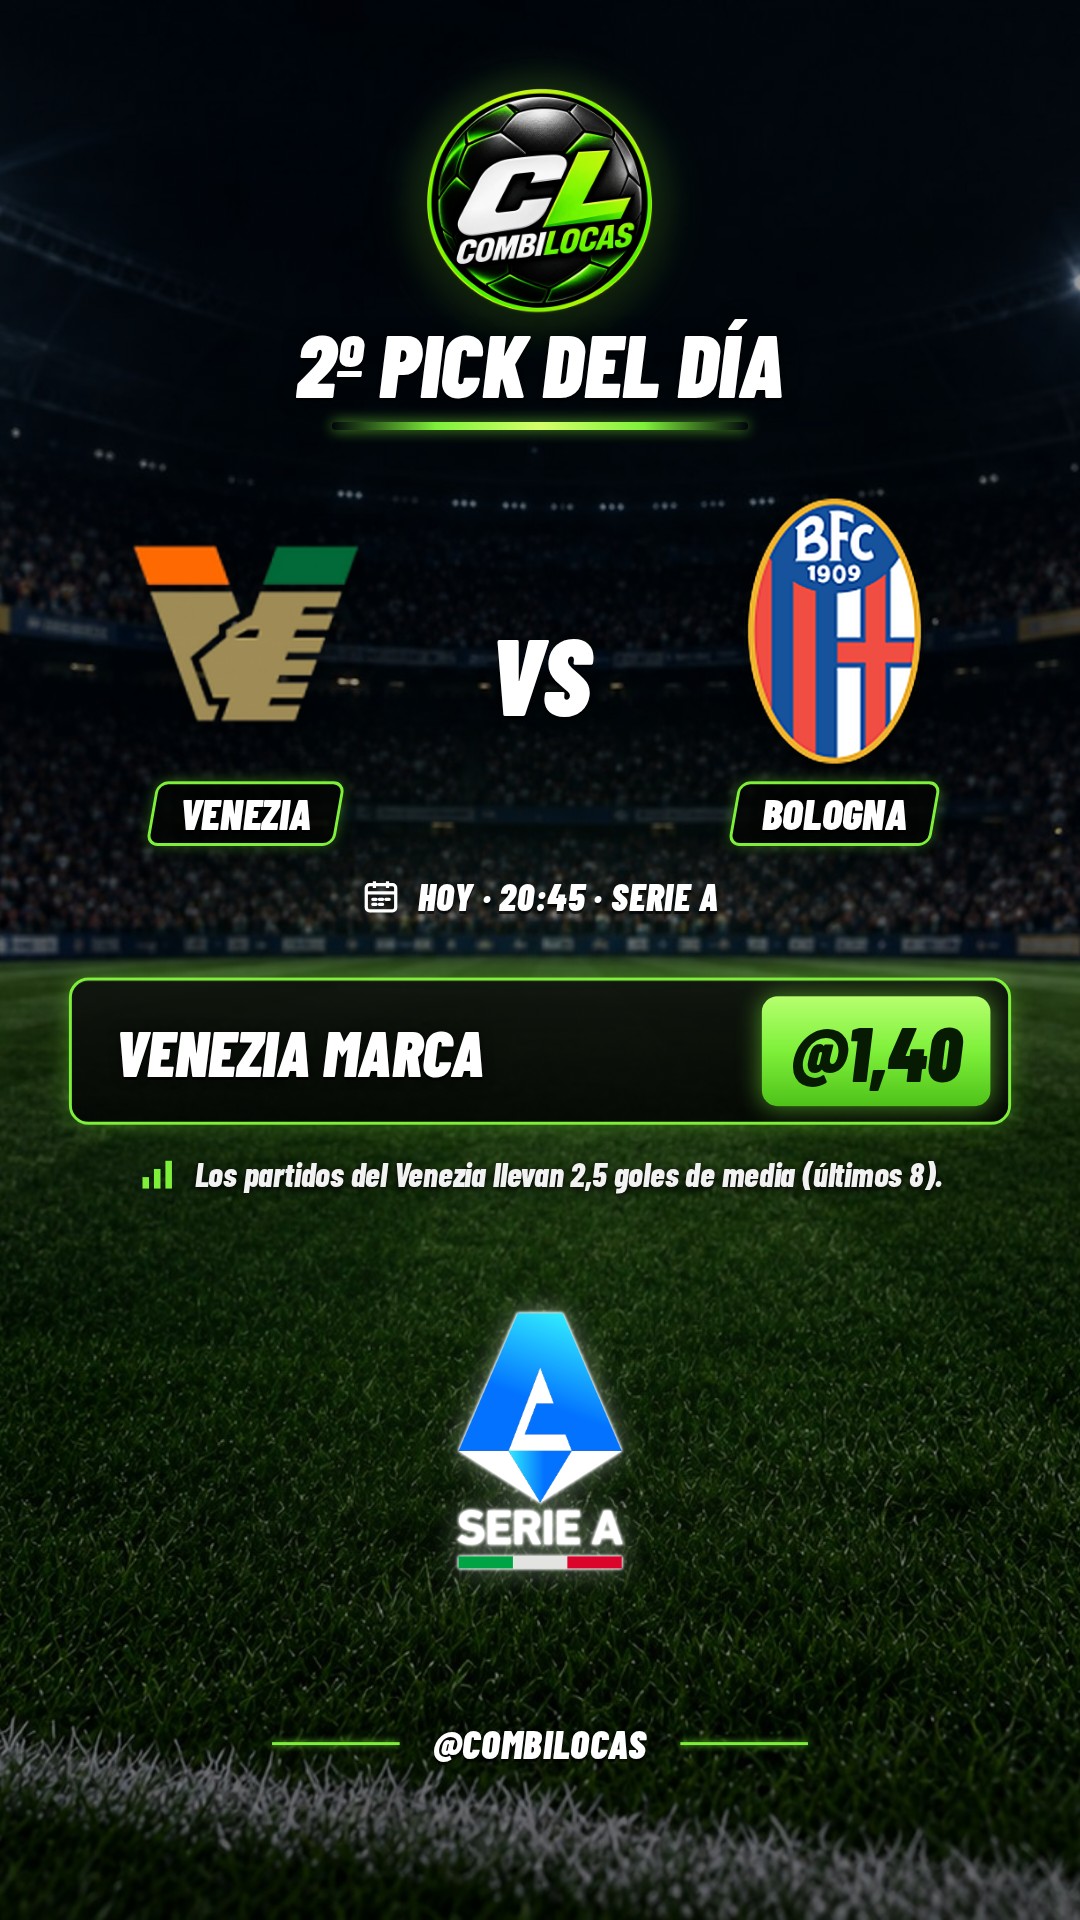 CL
COMBILOCAS
2º PICK DEL DÍA
BFC
1909
VS
VENEZIA
BOLOGNA
HOY · 20:45 · SERIE A
VENEZIA MARCA
@1,40
Los partidos del Venezia llevan 2,5 goles de media (últimos 8).
SERIE A
@COMBILOCAS